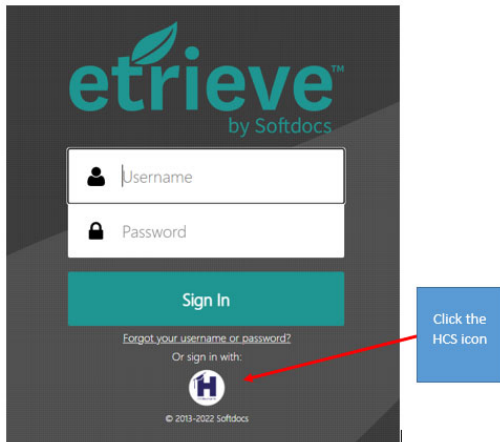 etrieve™
by Softdocs
Username
Password
Sign In
Forgot your username or password?
Or sign in with:
H
© 2013-2022 Softdocs
Click the
HCS icon